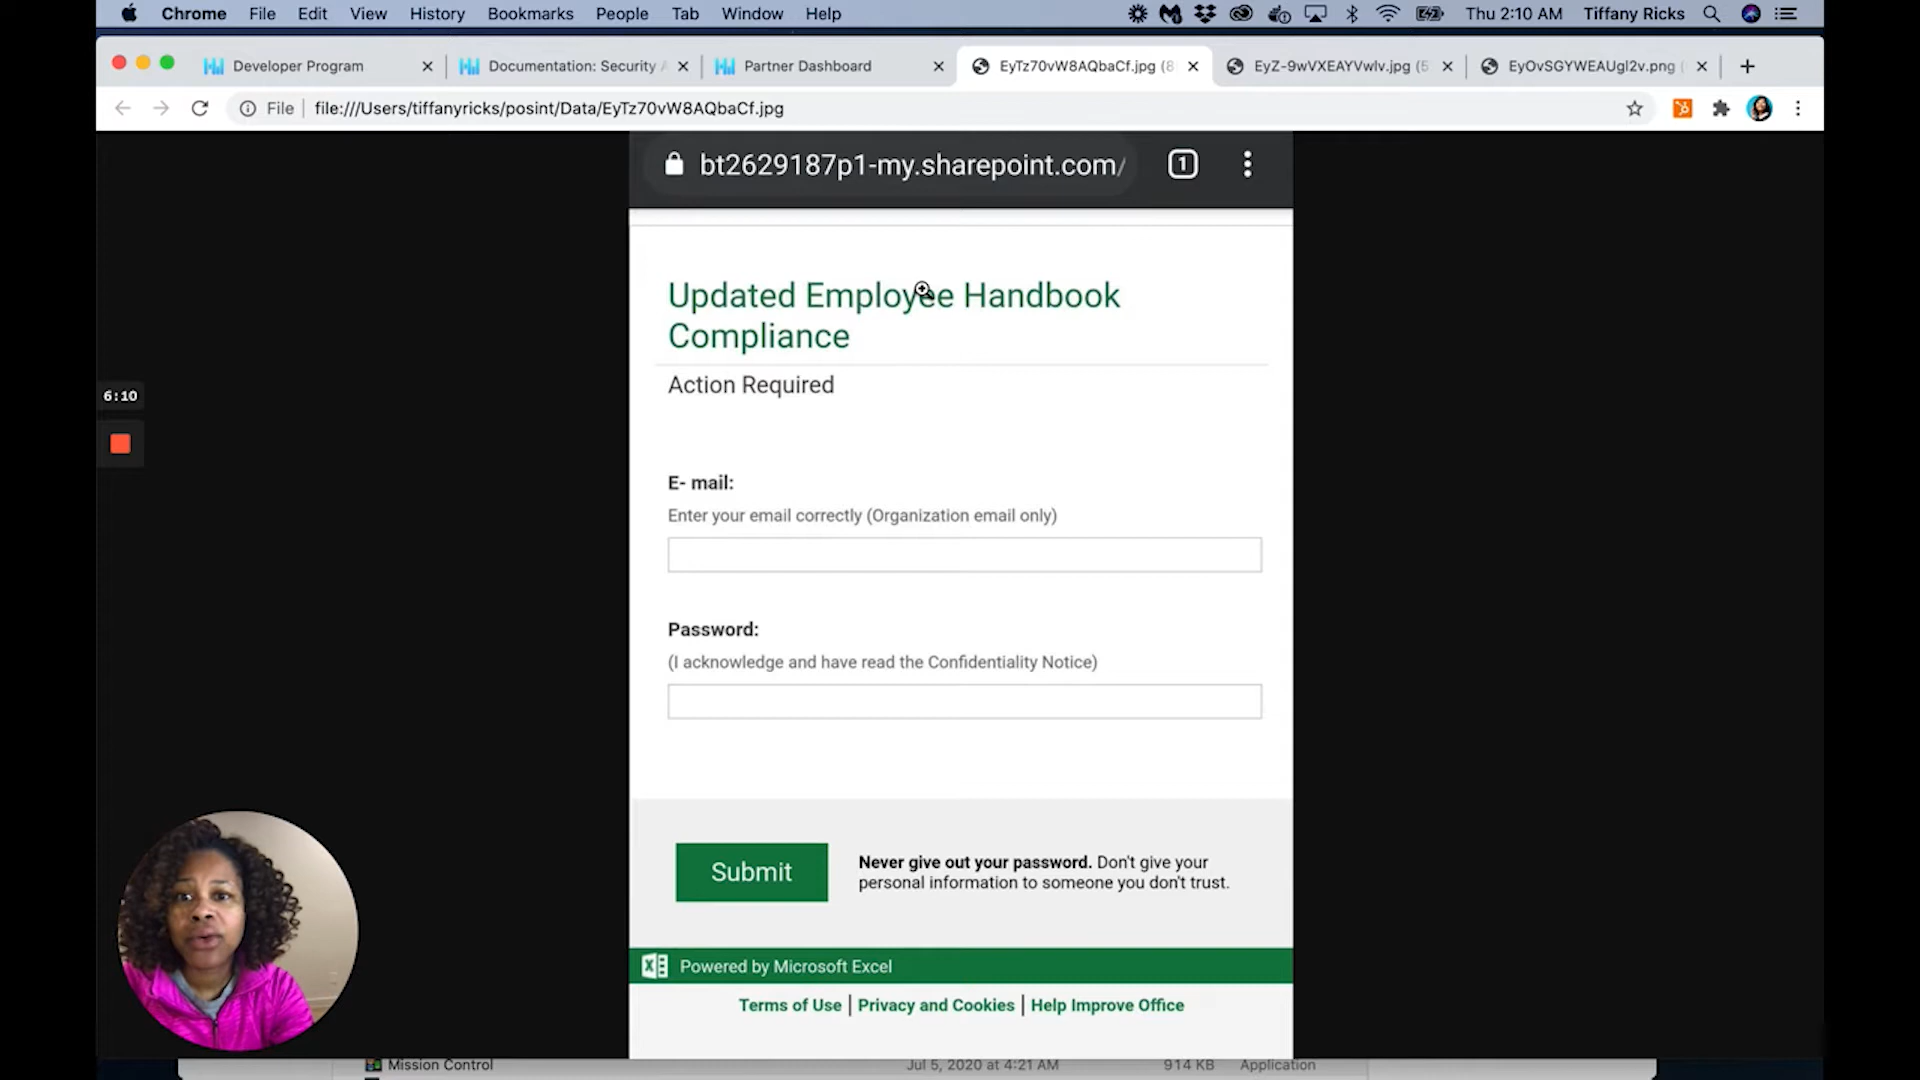 Chrome File Edit View History Bookmarks People Tab Window Help Thu 2:10 AM Tiffany Ricks
Developer Program Documentation: Security A Partner Dashboard EyTz70vW8AQbaCf.jpg (8 EyZ-9wVXEAYVwlv.jpg (5 EyOvSGYWEAUgl2v.png (
File file:///Users/tiffanyricks/posint/Data/EyTz70vW8AQbaCf.jpg
bt2629187p1-my.sharepoint.com/ 1
Updated Employee Handbook
Compliance
Action Required
6:10
E- mail:
Enter your email correctly (Organization email only)
Password:
(I acknowledge and have read the Confidentiality Notice)
Submit
Never give out your password. Don't give your
personal information to someone you don't trust.
Powered by Microsoft Excel
Terms of Use | Privacy and Cookies | Help Improve Office
Mission Control Jul 5, 2020 at 4:21 AM 914 KB Application